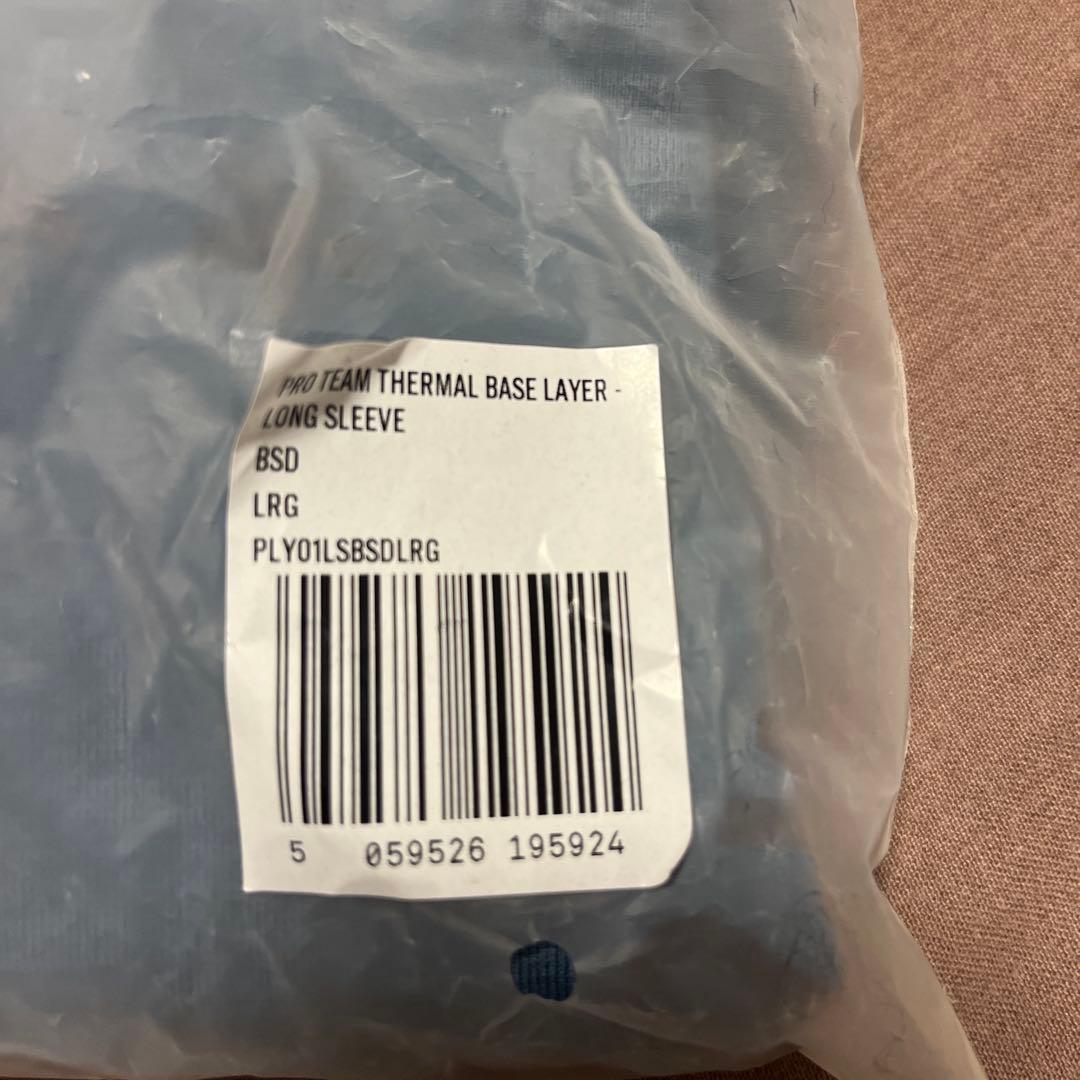 PRO TEAM THERMAL BASE LAYER -
LONG SLEEVE
BSD
LRG
PLY01LSBSDLRG
5 059526 195924